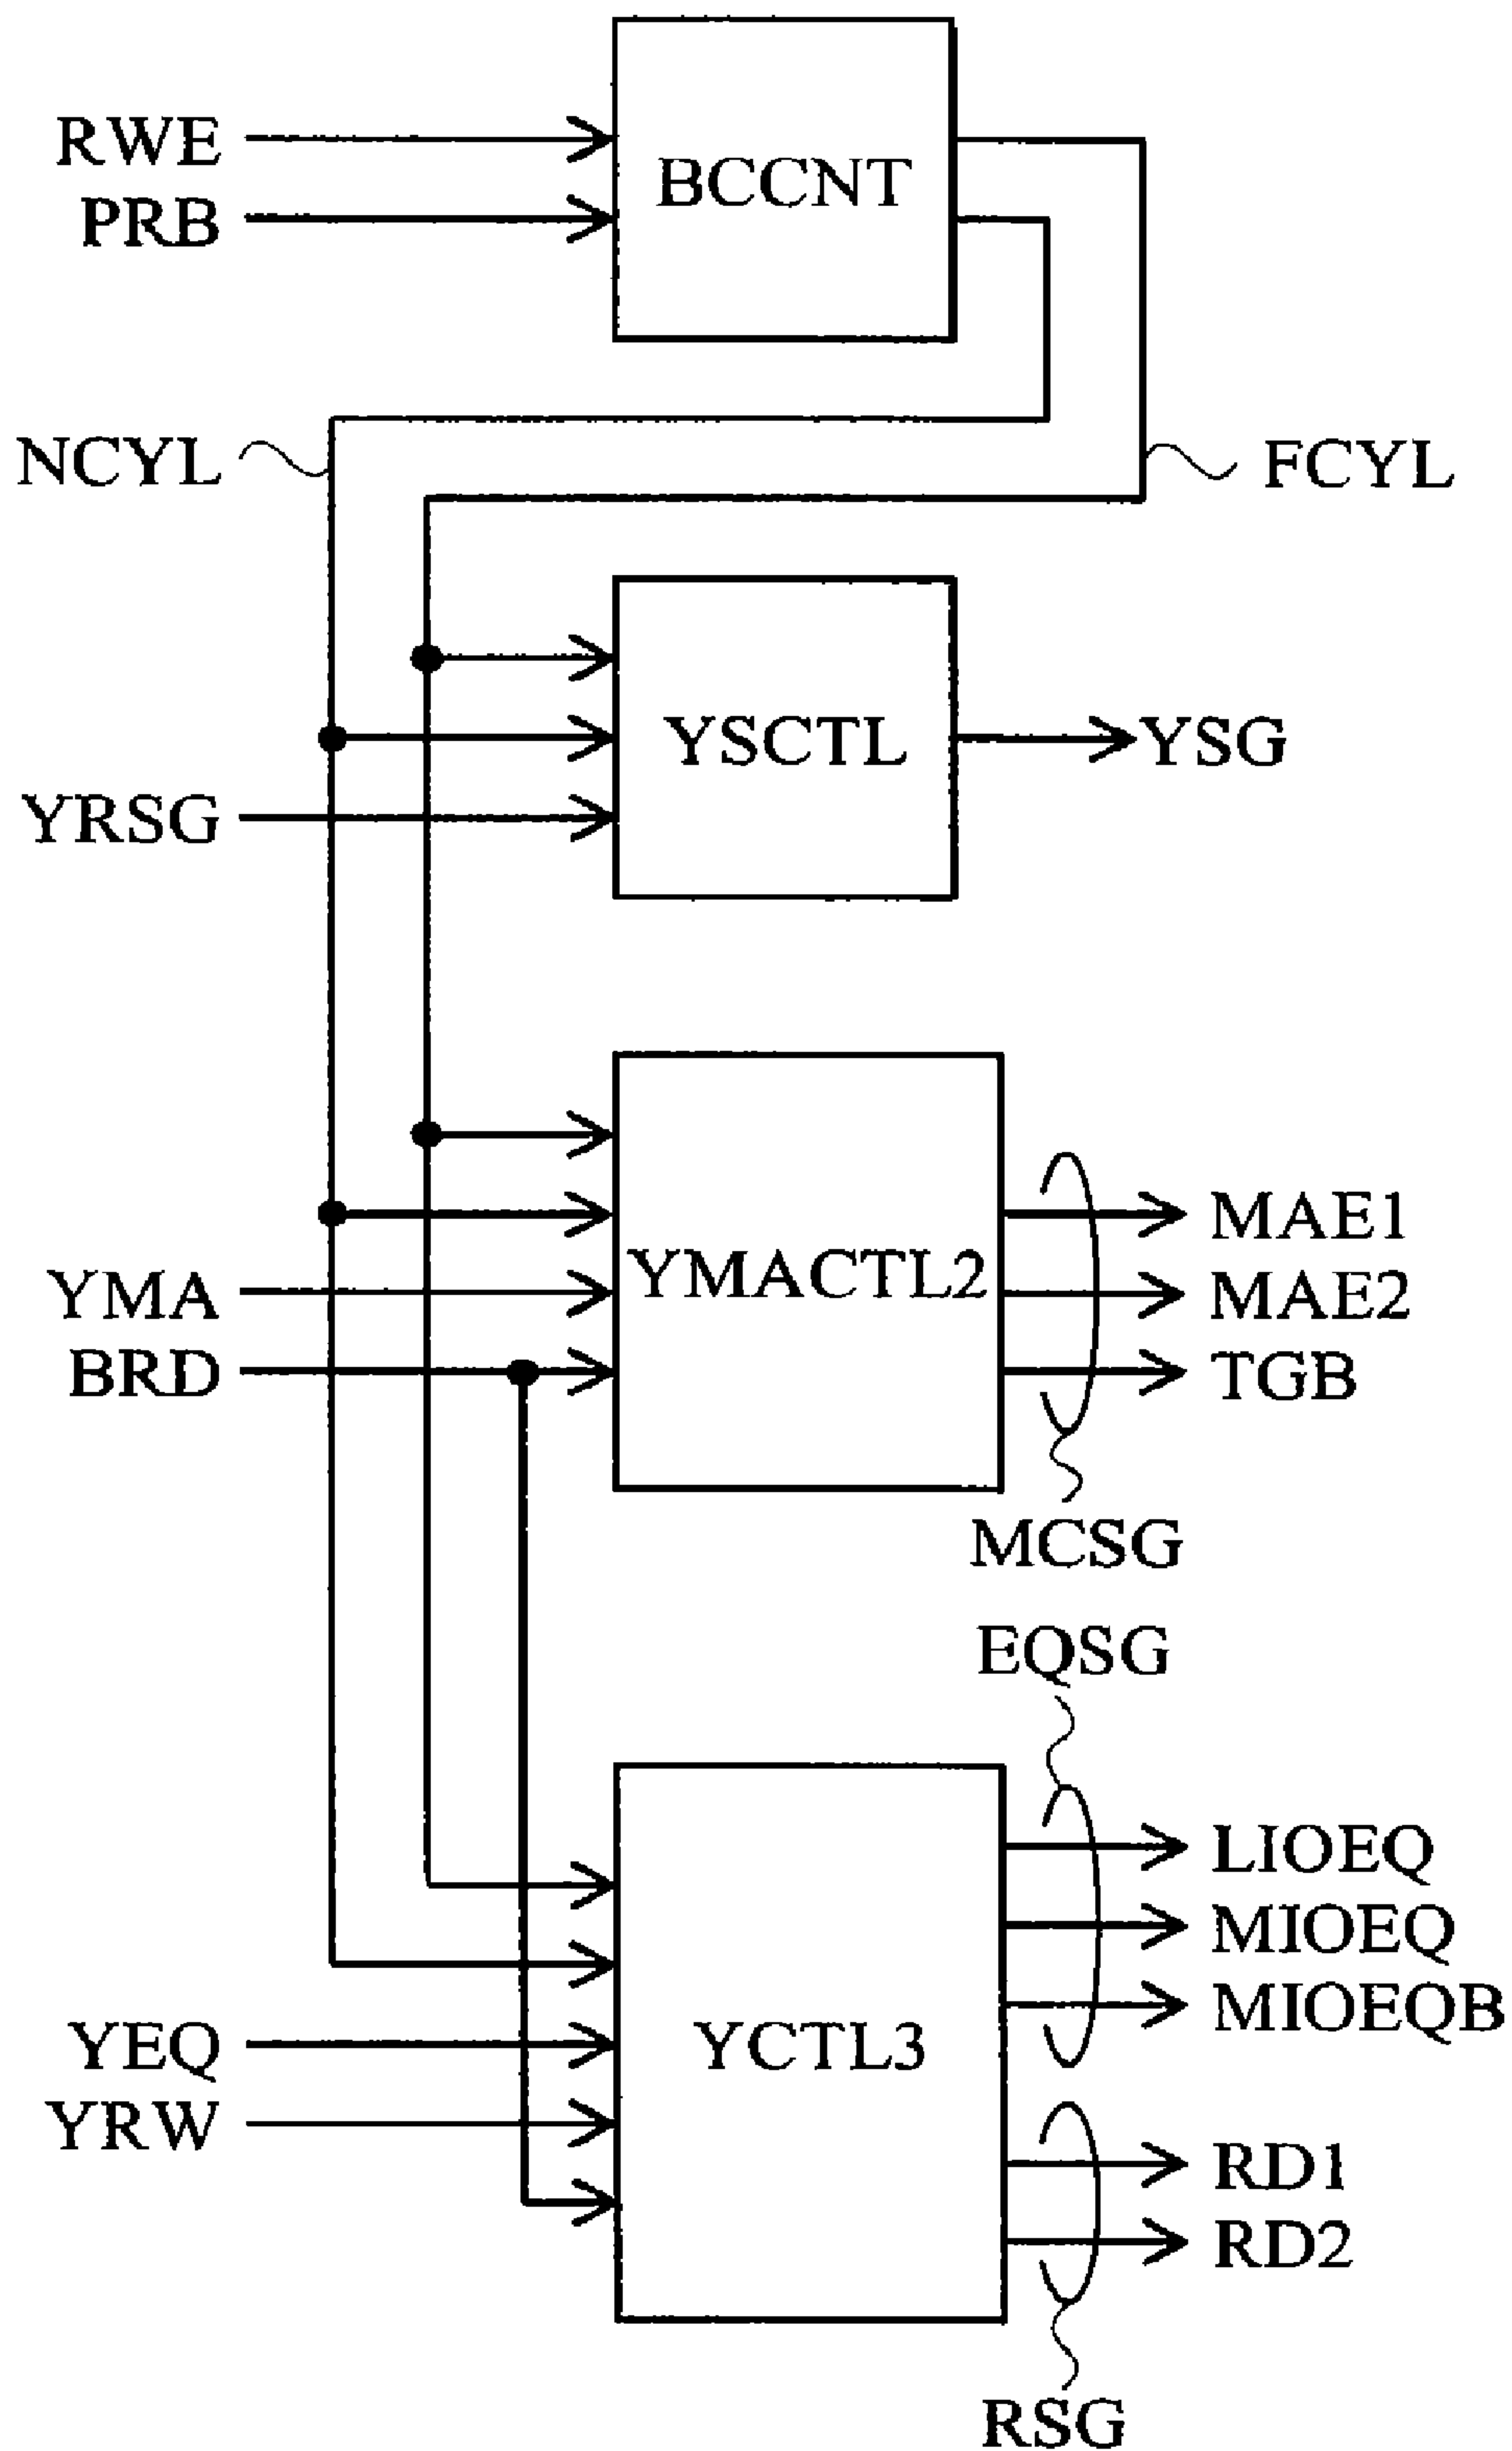 RWE
PRB
BCCNT
NCYL
FCYL
YRSG
YSCTL
YSG
YMA
BRD
YMACTL2
MAE1
MAE2
TGB
MCSG
EQSG
YEQ
YRW
YCTL3
LIOEQ
MIOEQ
MIOEQB
RD1
RD2
RSG